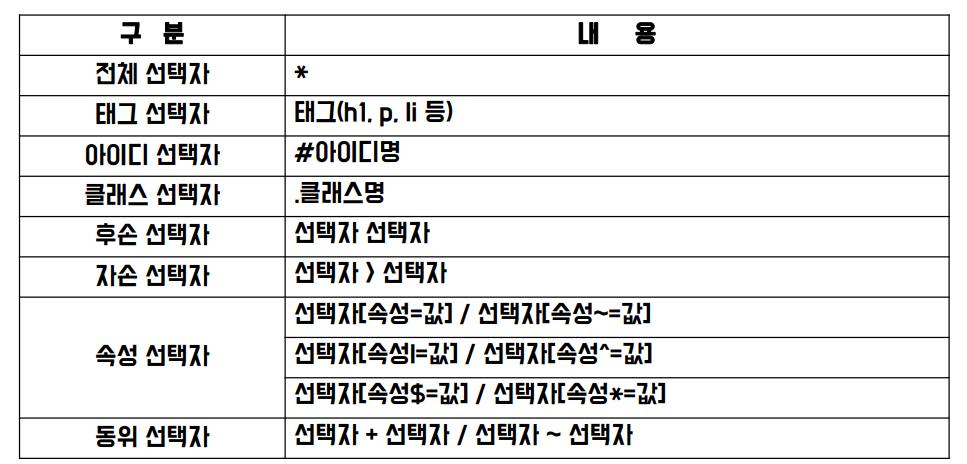 구 분 내 용
전체 선택자 *
태그 선택자 태그(h1, p, li 등)
아이디 선택자 #아이디명
클래스 선택자 .클래스명
후손 선택자 선택자 선택자
자손 선택자 선택자 > 선택자
속성 선택자 선택자[속성=값] / 선택자[속성~=값]
선택자[속성|=값] / 선택자[속성^=값]
선택자[속성$=값] / 선택자[속성*=값]
동위 선택자 선택자 + 선택자 / 선택자 ~ 선택자